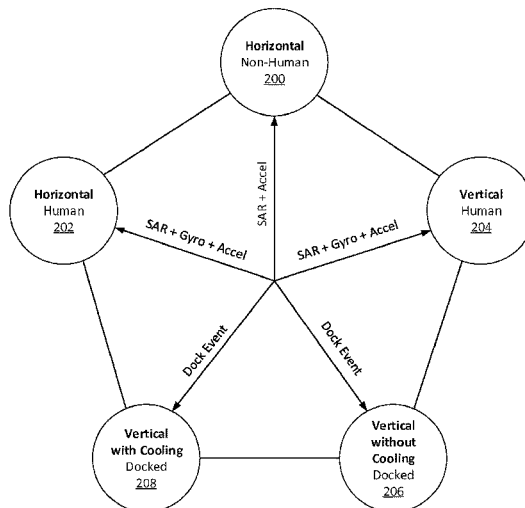 Horizontal
Non-Human
200
Horizontal
Human
202
SAR + Accel
Vertical
Human
204
SAR + Gyro + Accel
SAR + Gyro + Accel
Dock Event
Dock Event
Vertical
with Cooling
Docked
208
Vertical
without
Cooling
Docked
206